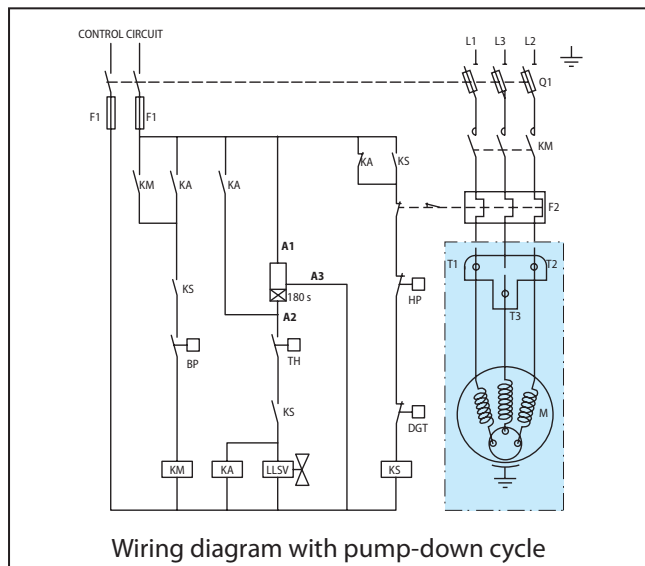 CONTROL CIRCUIT
L1 L3 L2
F1 F1
Q1
KM KA KA KA KS
KM
F2
A1
A3
180 s
A2
KS
HP
T1 T2
T3
BP
TH
KS
DGT
M
KM KA LLSV KS
Wiring diagram with pump-down cycle